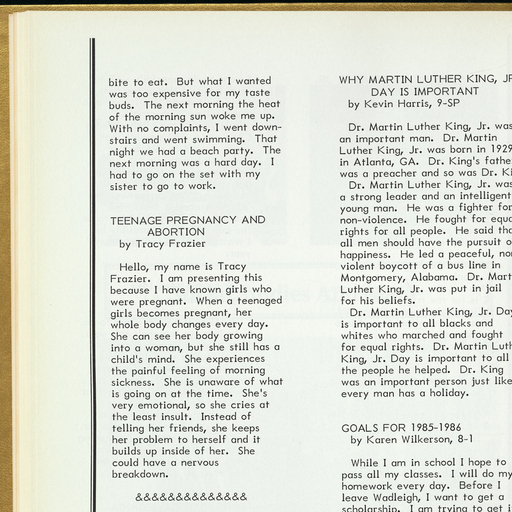 bite to eat. But what I wanted
was too expensive for my taste
buds. The next morning the heat
of the morning sun woke me up.
With no complaints, I went down-
stairs and went swimming. That
night we had a beach party. The
next morning was a hard day. I
had to go on the set with my
sister to go to work.
TEENAGE PREGNANCY AND
ABORTION
by Tracy Frazier
Hello, my name is Tracy
Frazier. I am presenting this
because I have known girls who
were pregnant. When a teenaged
girls becomes pregnant, her
whole body changes every day.
She can see her body growing
into a woman, but she still has a
child's mind. She experiences
the painful feeling of morning
sickness. She is unaware of what
is going on at the time. She's
very emotional, so she cries at
the least insult. Instead of
telling her friends, she keeps
her problem to herself and it
builds up inside of her. She
could have a nervous
breakdown.
&&&&&&&&&&&&&&
WHY MARTIN LUTHER KING, JR
DAY IS IMPORTANT
by Kevin Harris, 9-SP
Dr. Martin Luther King, Jr. was
an important man. Dr. Martin
Luther King, Jr. was born in 1929
in Atlanta, GA. Dr. King's fathe
was a preacher and so was Dr. Ki
Dr. Martin Luther King, Jr. was
a strong leader and an intelligent
young man. He was a fighter for
non-violence. He fought for equa
rights for all people. He said tha
all men should have the pursuit o
happiness. He led a peaceful, no
violent boycott of a bus line in
Montgomery, Alabama. Dr. Mart
Luther King, Jr. was put in jail
for his beliefs.
Dr. Martin Luther King, Jr. Day
is important to all blacks and
whites who marched and fought
for equal rights. Dr. Martin Luth
King, Jr. Day is important to all
the people he helped. Dr. King
was an important person just like
every man has a holiday.
GOALS FOR 1985-1986
by Karen Wilkerson, 8-1
While I am in school I hope to
pass all my classes. I will do my
homework every day. Before I
leave Wadleigh, I want to get a
scholarship. I am trying to get i